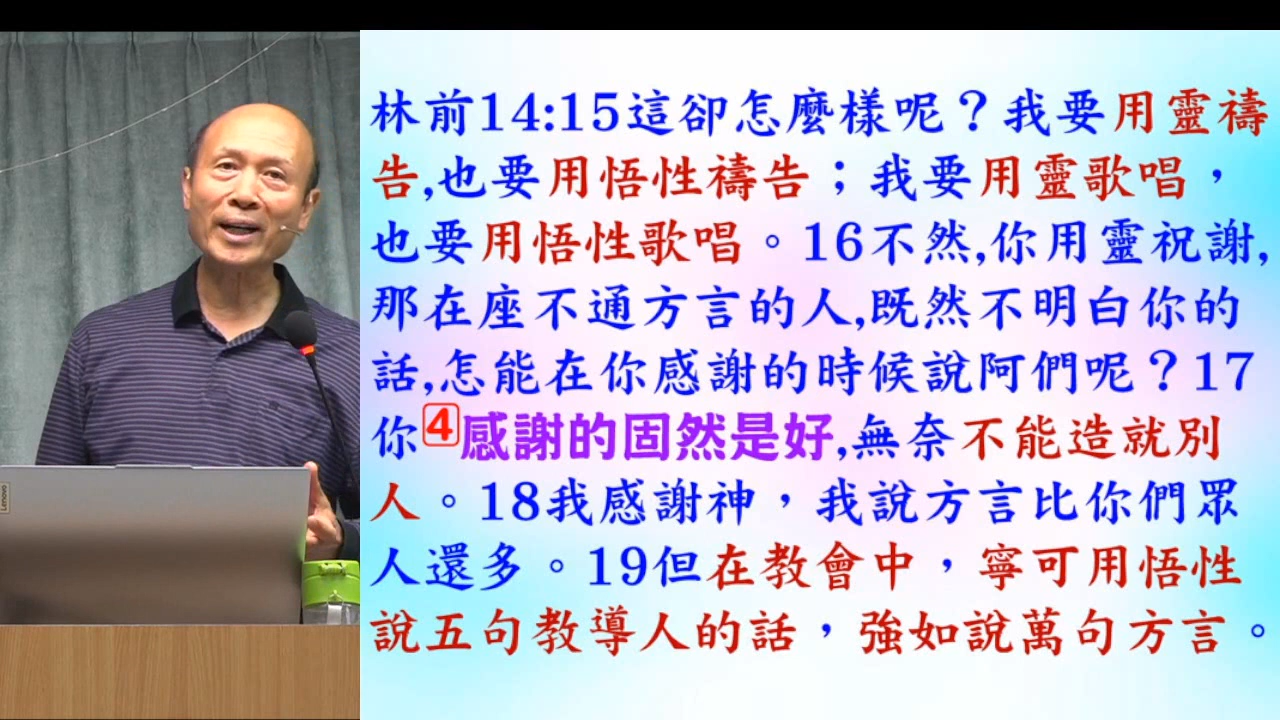 林前14:15這卻怎麼樣呢？我要用靈禱
告,也要用悟性禱告；我要用靈歌唱，
也要用悟性歌唱。16不然,你用靈祝謝,
那在座不通方言的人,既然不明白你的
話,怎能在你感謝的時候說阿們呢？17
你4感謝的固然是好,無奈不能造就別
人。18我感謝神，我說方言比你們眾
人還多。19但在教會中，寧可用悟性
說五句教導人的話，強如說萬句方言。
Lenovo